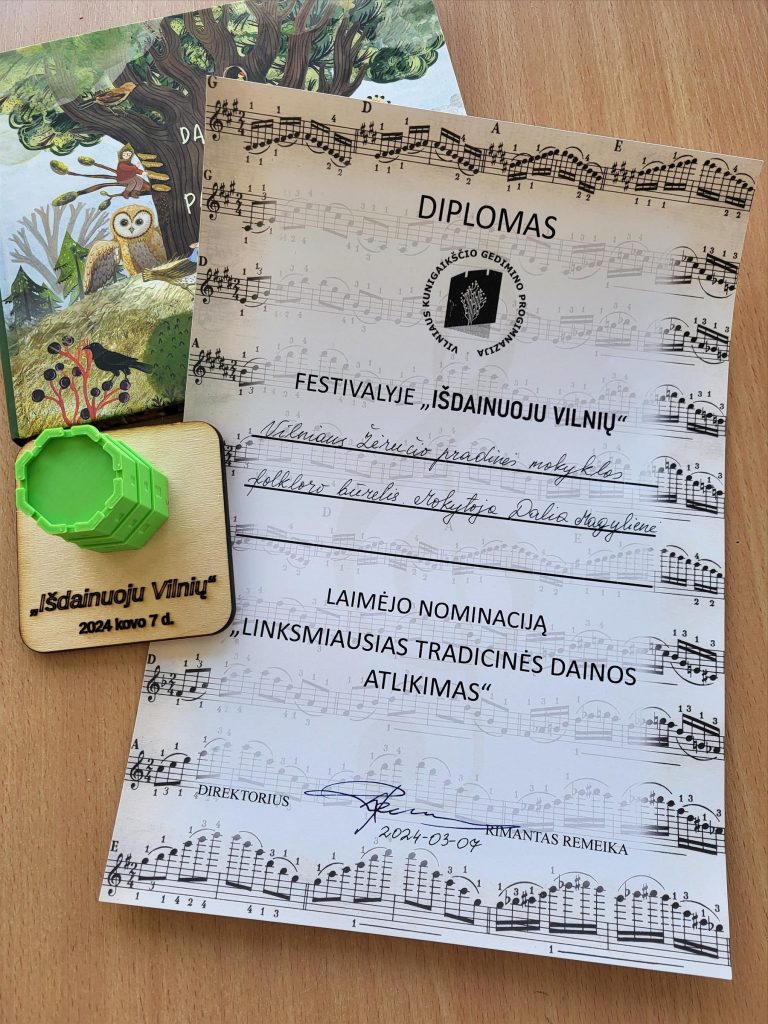 DA
P
DIPLOMAS
VILNIAUS KUNIGAIKŠČIO GEDIMINO PROGIMNAZIJA
FESTIVALYJE „IŠDAINUOJU VILNIŲ“
Vilniaus Žėručio pradinės mokyklos
folkloro būrelis Mokytoja Dalia Magylienė
LAIMĖJO NOMINACIJĄ
„LINKSMIAUSIAS TRADICINĖS DAINOS
ATLIKIMAS“
DIREKTORIUS
RIMANTAS REMEIKA
2024-03-07
„Išdainuoju Vilnių“
2024 kovo 7 d.